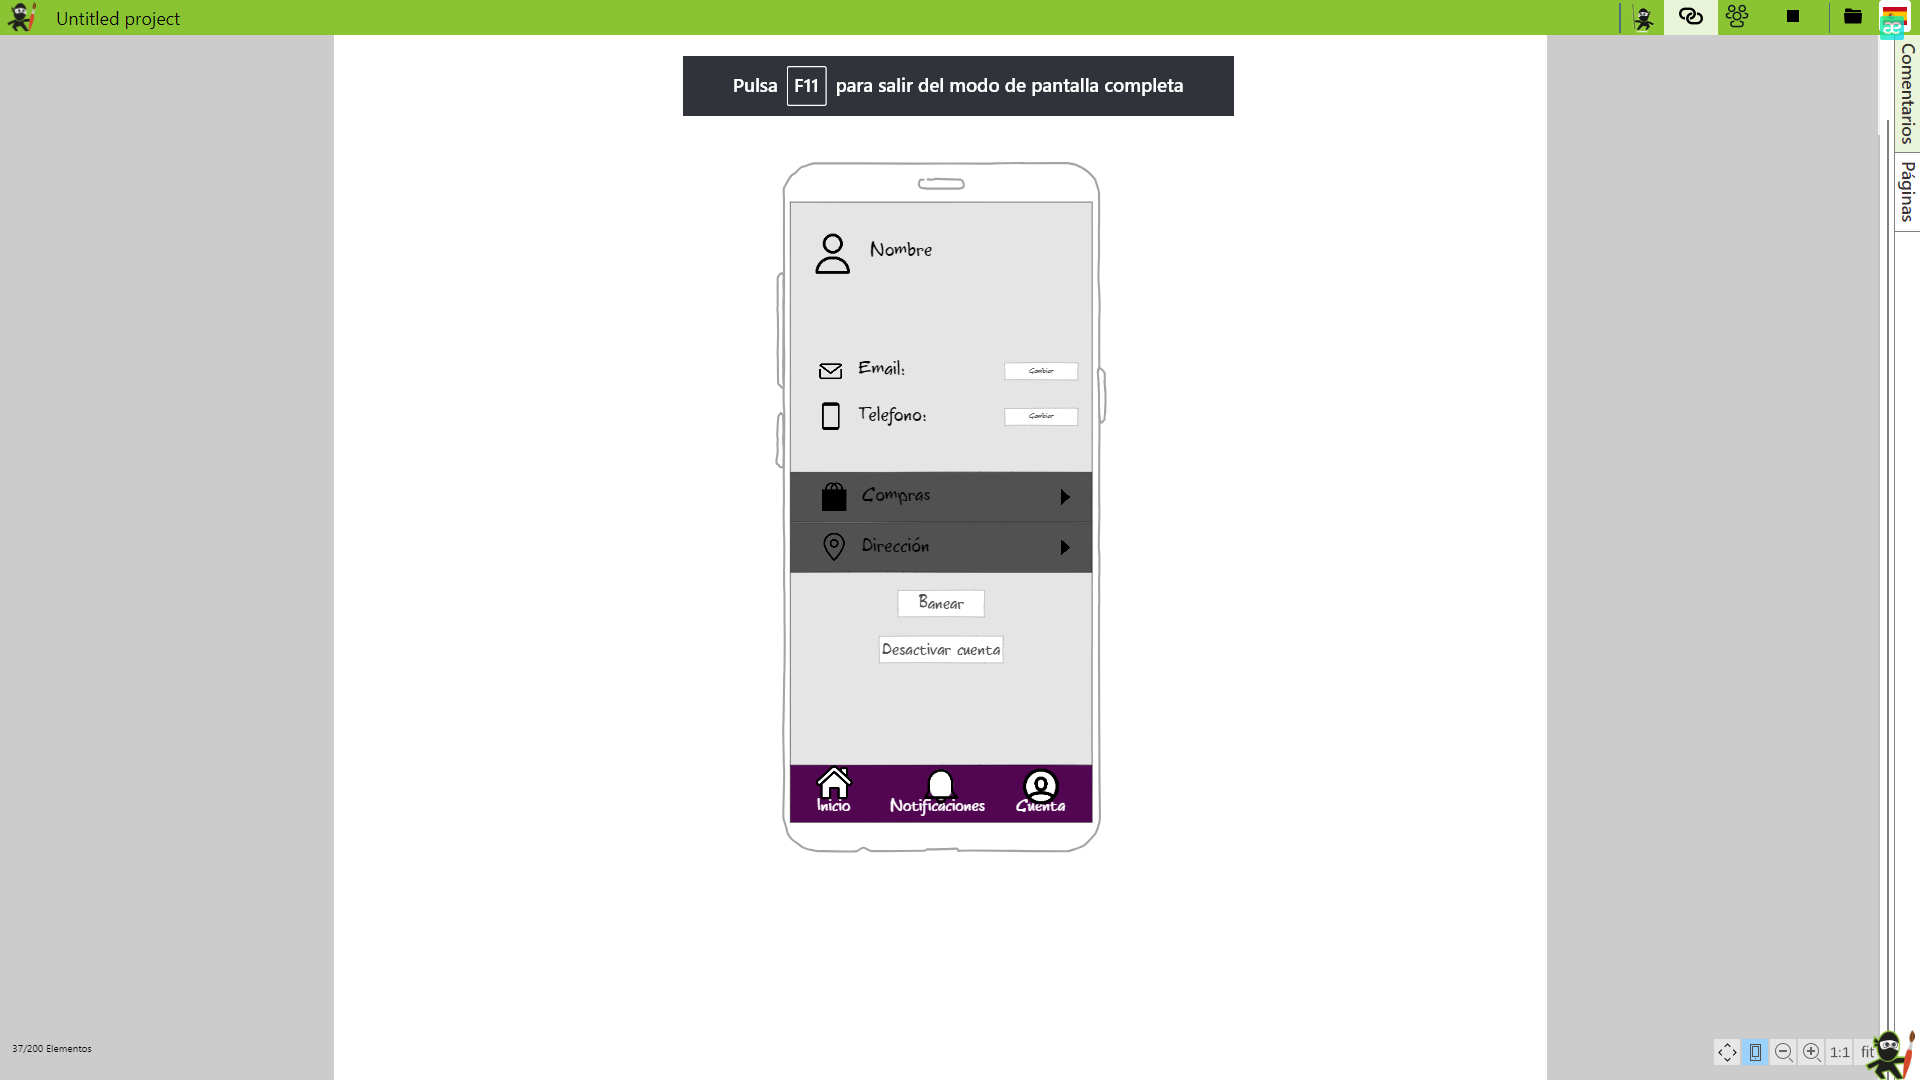 Untitled project
æ
Pulsa F11 para salir del modo de pantalla completa
Comentarios
Páginas
Nombre
Email:
Cambiar
Telefono:
Cambiar
Compras
Dirección
Banear
Desactivar cuenta
Inicio
Notificaciones
Cuenta
37/200 Elementos
1:1
fit